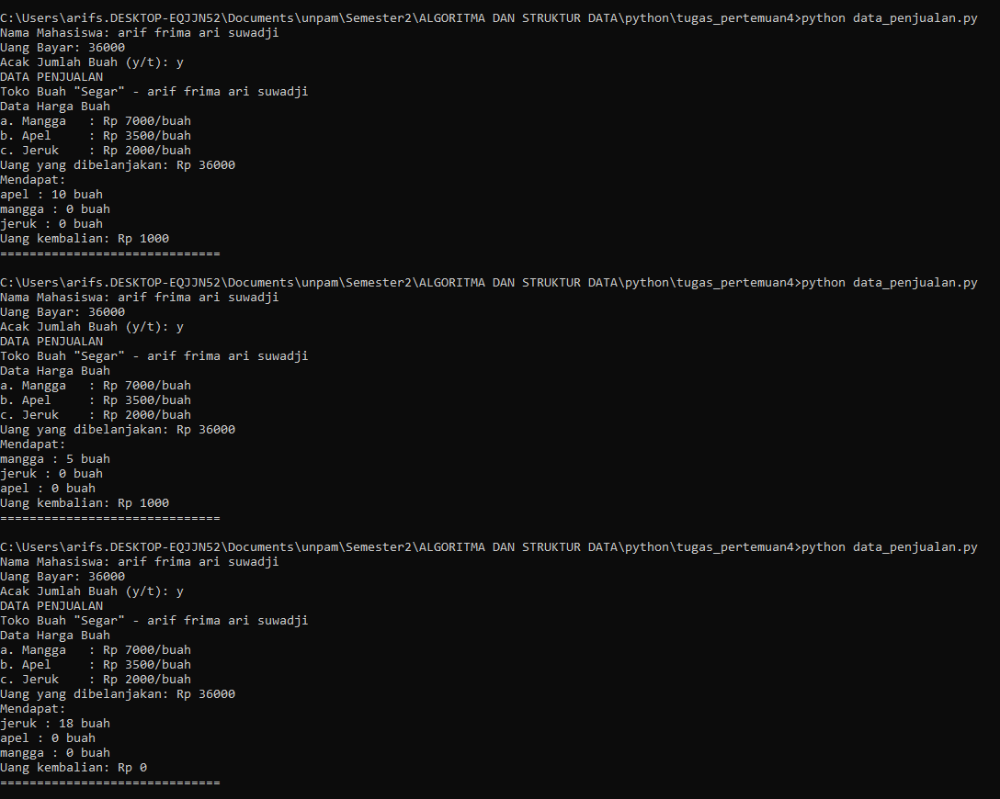 C:\Users\arifs.DESKTOP-EQJJN52\Documents\unpam\Semester2\ALGORITMA DAN STRUKTUR DATA\python\tugas_pertemuan4>python data_penjualan.py
Nama Mahasiswa: arif frima ari suwadji
Uang Bayar: 36000
Acak Jumlah Buah (y/t): y
DATA PENJUALAN
Toko Buah "Segar" - arif frima ari suwadji
Data Harga Buah
a. Mangga   : Rp 7000/buah
b. Apel     : Rp 3500/buah
c. Jeruk    : Rp 2000/buah
Uang yang dibelanjakan: Rp 36000
Mendapat:
apel : 10 buah
mangga : 0 buah
jeruk : 0 buah
Uang kembalian: Rp 1000
==============================
C:\Users\arifs.DESKTOP-EQJJN52\Documents\unpam\Semester2\ALGORITMA DAN STRUKTUR DATA\python\tugas_pertemuan4>python data_penjualan.py
Nama Mahasiswa: arif frima ari suwadji
Uang Bayar: 36000
Acak Jumlah Buah (y/t): y
DATA PENJUALAN
Toko Buah "Segar" - arif frima ari suwadji
Data Harga Buah
a. Mangga   : Rp 7000/buah
b. Apel     : Rp 3500/buah
c. Jeruk    : Rp 2000/buah
Uang yang dibelanjakan: Rp 36000
Mendapat:
mangga : 5 buah
jeruk : 0 buah
apel : 0 buah
Uang kembalian: Rp 1000
==============================
C:\Users\arifs.DESKTOP-EQJJN52\Documents\unpam\Semester2\ALGORITMA DAN STRUKTUR DATA\python\tugas_pertemuan4>python data_penjualan.py
Nama Mahasiswa: arif frima ari suwadji
Uang Bayar: 36000
Acak Jumlah Buah (y/t): y
DATA PENJUALAN
Toko Buah "Segar" - arif frima ari suwadji
Data Harga Buah
a. Mangga   : Rp 7000/buah
b. Apel     : Rp 3500/buah
c. Jeruk    : Rp 2000/buah
Uang yang dibelanjakan: Rp 36000
Mendapat:
jeruk : 18 buah
apel : 0 buah
mangga : 0 buah
Uang kembalian: Rp 0
==============================